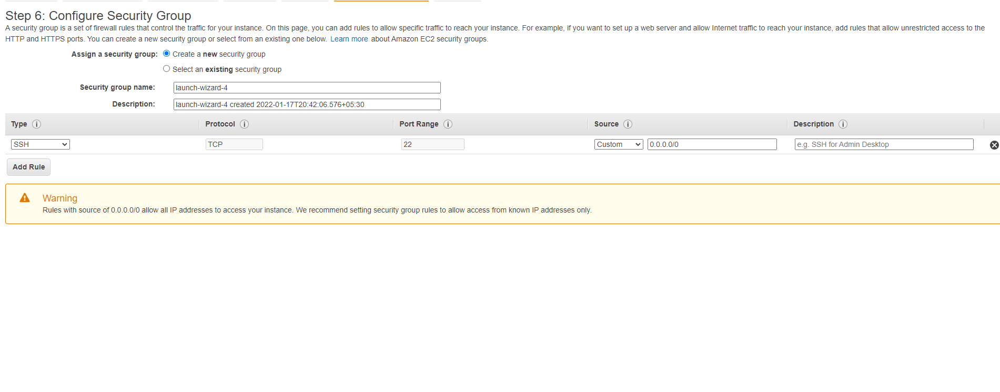 Step 6: Configure Security Group
A security group is a set of firewall rules that control the traffic for your instance. On this page, you can add rules to allow specific traffic to reach your instance. For example, if you want to set up a web server and allow Internet traffic to reach your instance, add rules that allow unrestricted access to the
HTTP and HTTPS ports. You can create a new security group or select from an existing one below. Learn more about Amazon EC2 security groups.
Assign a security group: Create a new security group
Select an existing security group
Security group name: launch-wizard-4
Description: launch-wizard-4 created 2022-01-17T20:42:06.576+05:30
Type i Protocol i Port Range i Source i Description i
SSH TCP 22 Custom 0.0.0.0/0 e.g. SSH for Admin Desktop
Add Rule
Warning
Rules with source of 0.0.0.0/0 allow all IP addresses to access your instance. We recommend setting security group rules to allow access from known IP addresses only.